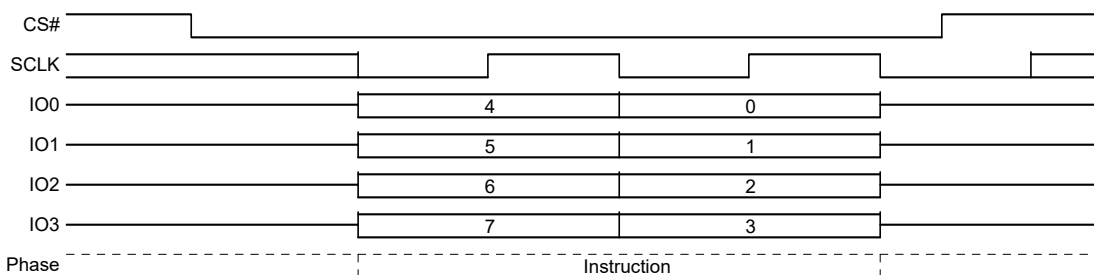 CS#
SCLK
IO0 4 0
IO1 5 1
IO2 6 2
IO3 7 3
Phase Instruction